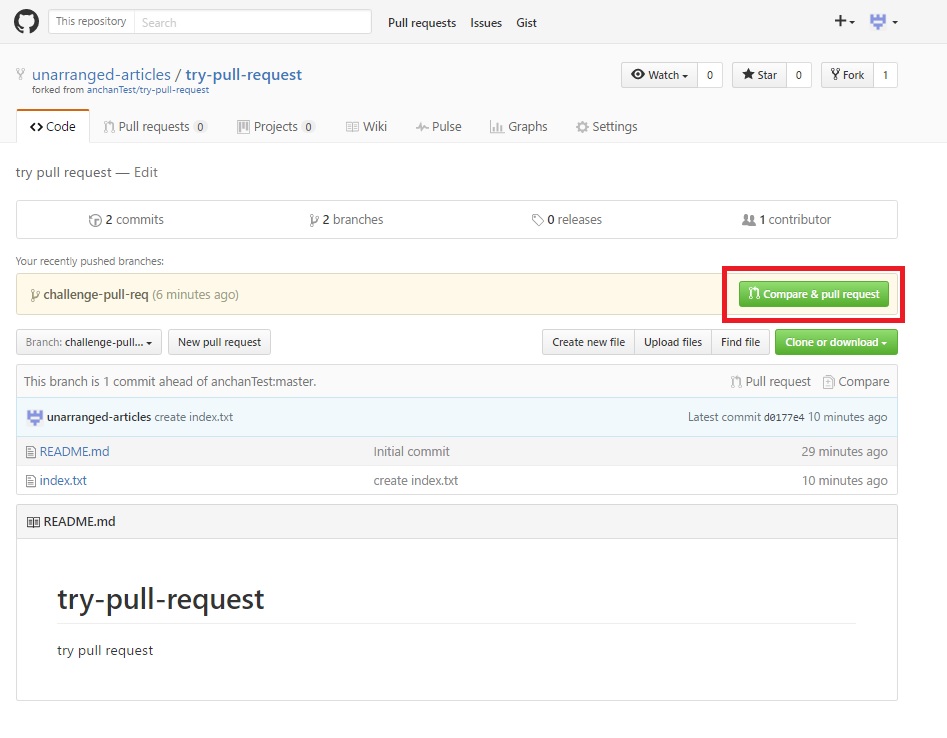 This repository Search Pull requests Issues Gist
unarranged-articles / try-pull-request Watch 0 Star 0 Fork 1
forked from anchanTest/try-pull-request
Code Pull requests 0 Projects 0 Wiki Pulse Graphs Settings
try pull request — Edit
2 commits 2 branches 0 releases 1 contributor
Your recently pushed branches:
challenge-pull-req (6 minutes ago) Compare & pull request
Branch: challenge-pull... New pull request Create new file Upload files Find file Clone or download
This branch is 1 commit ahead of anchanTest:master. Pull request Compare
unarranged-articles create index.txt Latest commit d0177e4 10 minutes ago
README.md Initial commit 29 minutes ago
index.txt create index.txt 10 minutes ago
README.md
try-pull-request
try pull request